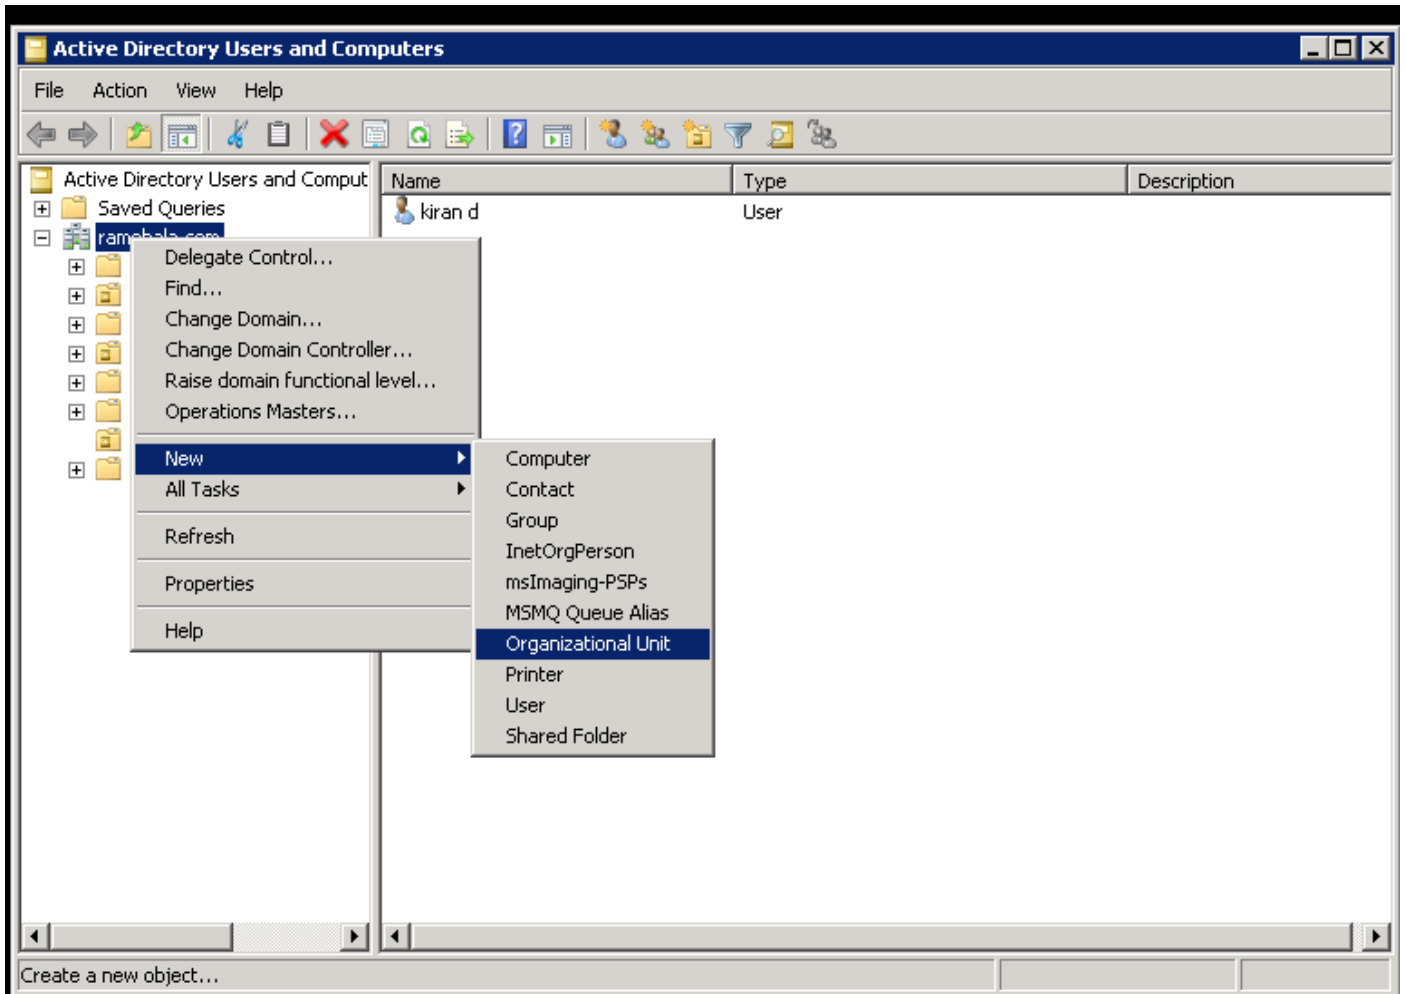 Active Directory Users and Computers
File Action View Help
Active Directory Users and Comput
Name Type Description
Saved Queries
kiran d User
Delegate Control...
Find...
Change Domain...
Change Domain Controller...
Raise domain functional level...
Operations Masters...
New
All Tasks
Refresh
Properties
Help
Computer
Contact
Group
InetOrgPerson
msImaging-PSPs
MSMQ Queue Alias
Organizational Unit
Printer
User
Shared Folder
Create a new object...